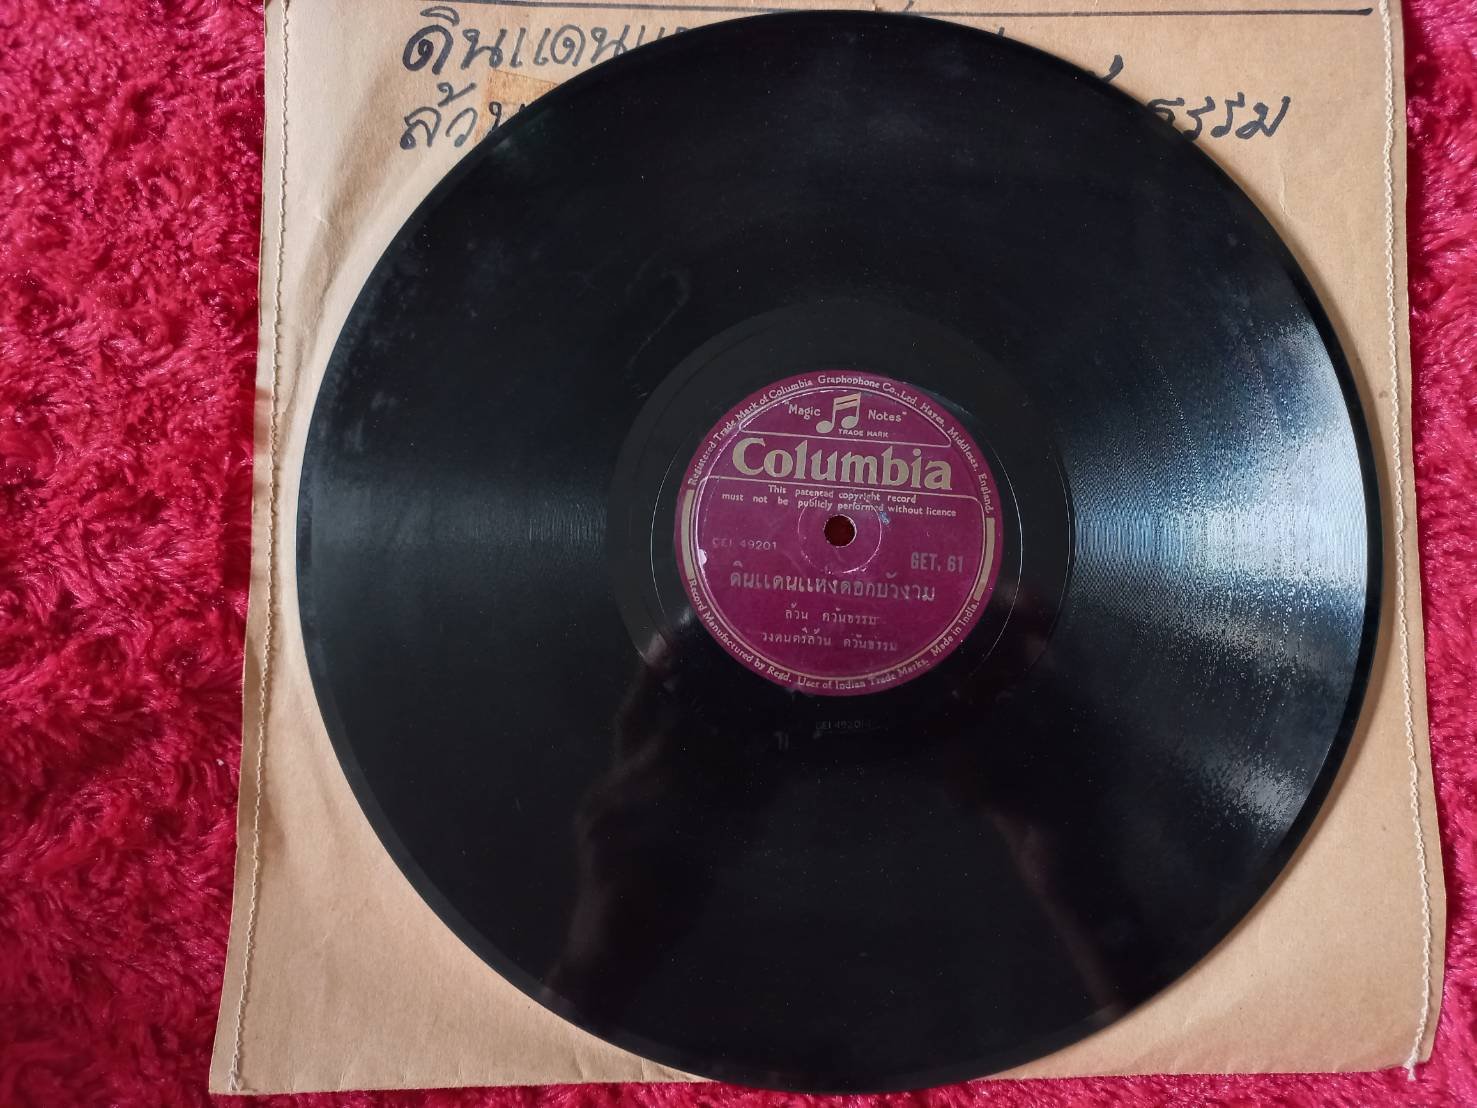 ดินแดนแ
ล้ว ธรรม
Registered Trade Mark of Columbia Graphophone Co., Ltd. Hayes, Middlesex, England.
"Magic Notes"
TRADE MARK
Columbia
This patented copyright record
must not be publicly performed without licence
CEI 49201 GET. 61
ดินแดนแห่งดอกบัวงาม
ล้วน ควันธรรม
วงดนตรีล้วน ควันธรรม
Record Manufactured by Regd. User of Indian Trade Marks. Made in India.
CEI 49201